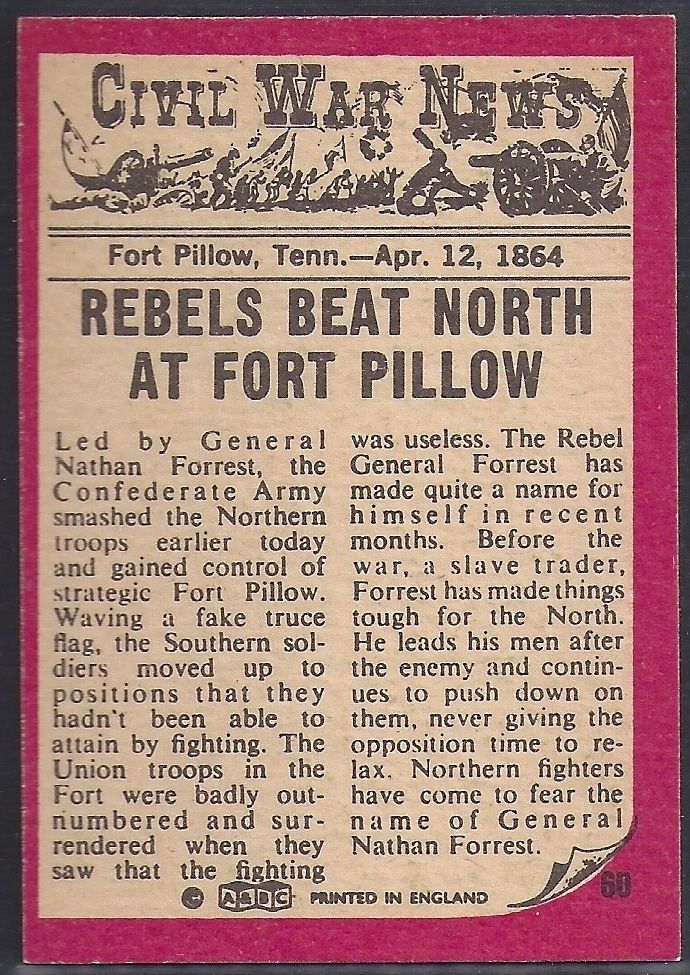 CIVIL WAR NEWS
Fort Pillow, Tenn.—Apr. 12, 1864
REBELS BEAT NORTH
AT FORT PILLOW
Led by General
Nathan Forrest, the
Confederate Army
smashed the Northern
troops earlier today
and gained control of
strategic Fort Pillow.
Waving a fake truce
flag, the Southern sol-
diers moved up to
positions that they
hadn't been able to
attain by fighting. The
Union troops in the
Fort were badly out-
numbered and sur-
rendered when they
saw that the fighting
was useless. The Rebel
General Forrest has
made quite a name for
himself in recent
months. Before the
war, a slave trader,
Forrest has made things
tough for the North.
He leads his men after
the enemy and contin-
ues to push down on
them, never giving the
opposition time to re-
lax. Northern fighters
have come to fear the
name of General
Nathan Forrest.
© A&BC PRINTED IN ENGLAND
60